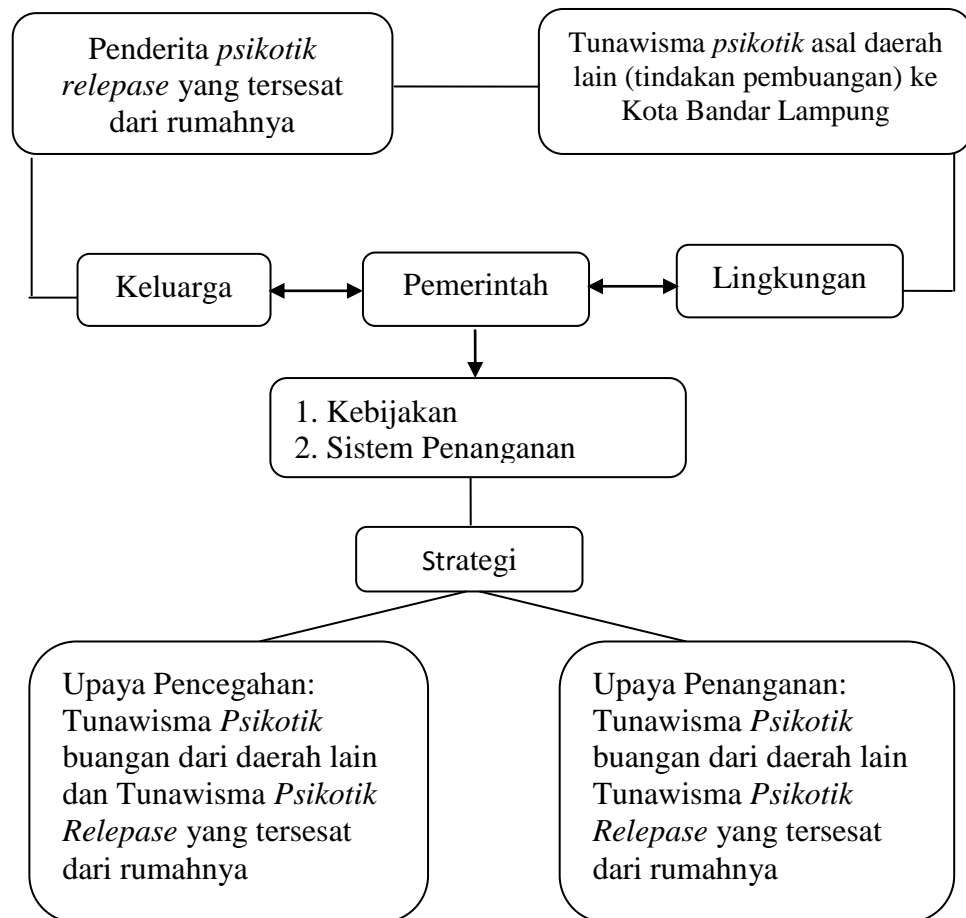 Penderita psikotik
relepase yang tersesat
dari rumahnya
Tunawisma psikotik asal daerah
lain (tindakan pembuangan) ke
Kota Bandar Lampung
Keluarga
Pemerintah
Lingkungan
1. Kebijakan
2. Sistem Penanganan
Strategi
Upaya Pencegahan:
Tunawisma Psikotik
buangan dari daerah lain
dan Tunawisma Psikotik
Relepase yang tersesat
dari rumahnya
Upaya Penanganan:
Tunawisma Psikotik
buangan dari daerah lain
Tunawisma Psikotik
Relepase yang tersesat
dari rumahnya